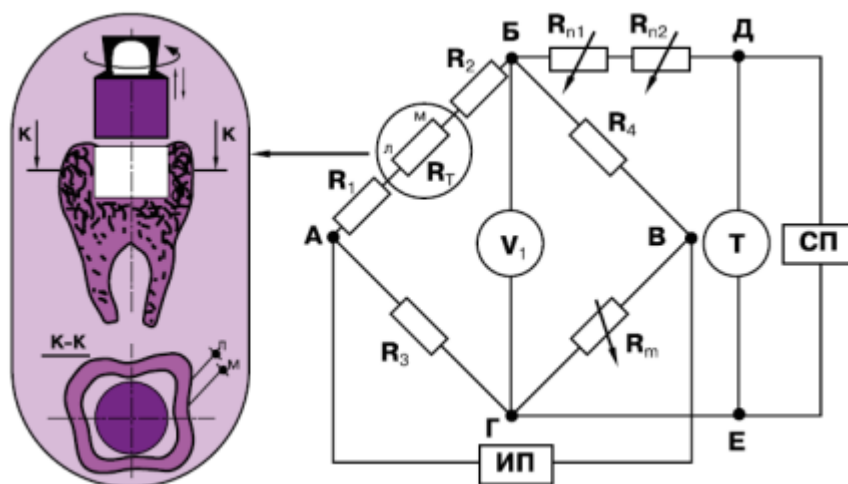 К
К
К-К
л
м
Б
Rп1
Rп2
Д
R2
м
л
RТ
R1
R4
А
V1
В
Т
СП
R3
Rm
Г
Е
ИП